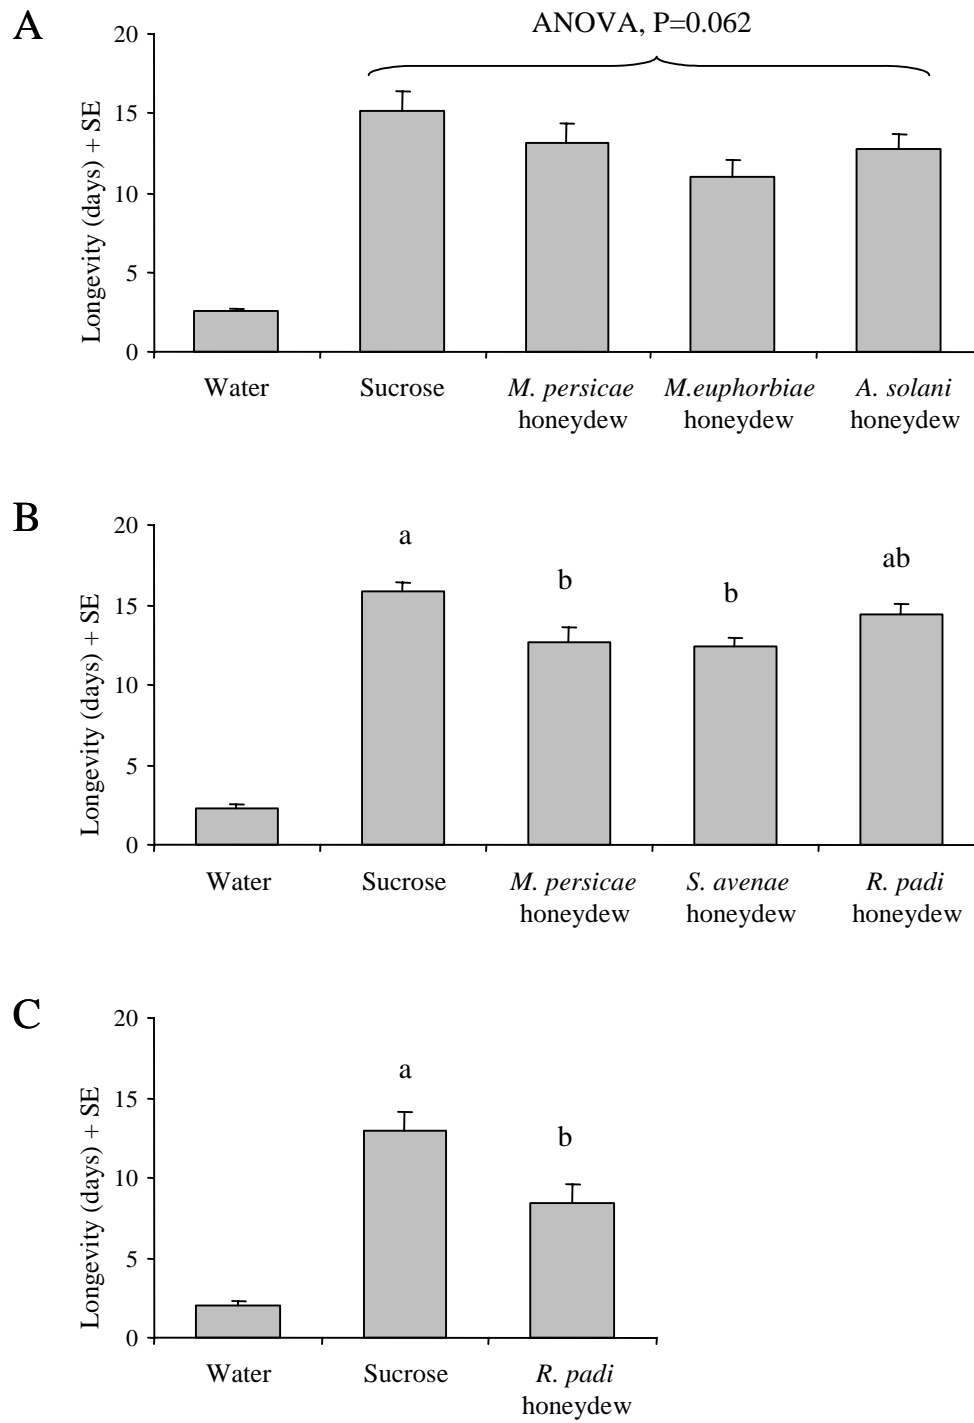 A
ANOVA, P=0.062
20
15
10
5
0
Longevity (days) + SE
Water
Sucrose
M. persicae
honeydew
M.euphorbiae
honeydew
A. solani
honeydew
B
20
15
10
5
0
Longevity (days) + SE
a
b
b
ab
Water
Sucrose
M. persicae
honeydew
S. avenae
honeydew
R. padi
honeydew
C
20
15
10
5
0
Longevity (days) + SE
a
b
Water
Sucrose
R. padi
honeydew